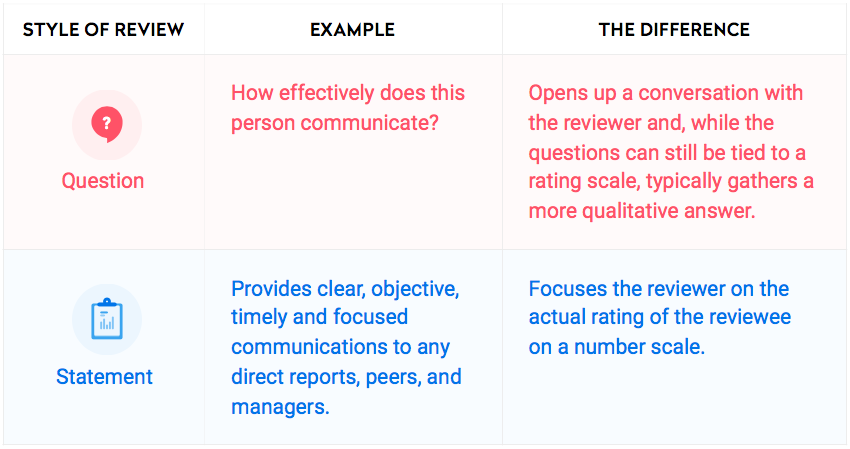 STYLE OF REVIEW
EXAMPLE
THE DIFFERENCE
?
Question
How effectively does this
person communicate?
Opens up a conversation with
the reviewer and, while the
questions can still be tied to a
rating scale, typically gathers a
more qualitative answer.
Statement
Provides clear, objective,
timely and focused
communications to any
direct reports, peers, and
managers.
Focuses the reviewer on the
actual rating of the reviewee
on a number scale.